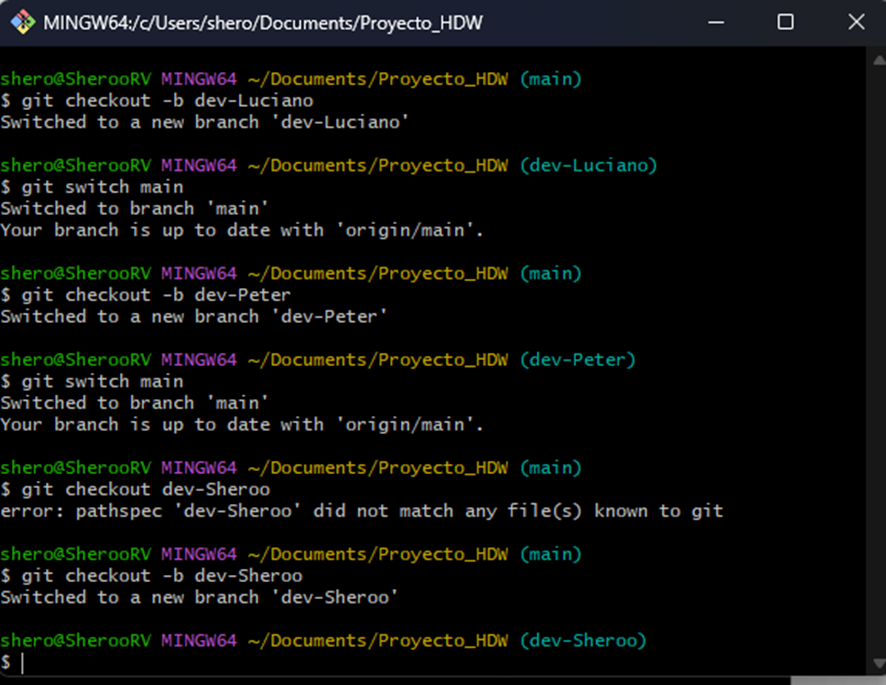 MINGW64:/c/Users/shero/Documents/Proyecto_HDW
shero@SherooRV MINGW64 ~/Documents/Proyecto_HDW (main)
$ git checkout -b dev-Luciano
Switched to a new branch 'dev-Luciano'
shero@SherooRV MINGW64 ~/Documents/Proyecto_HDW (dev-Luciano)
$ git switch main
Switched to branch 'main'
Your branch is up to date with 'origin/main'.
shero@SherooRV MINGW64 ~/Documents/Proyecto_HDW (main)
$ git checkout -b dev-Peter
Switched to a new branch 'dev-Peter'
shero@SherooRV MINGW64 ~/Documents/Proyecto_HDW (dev-Peter)
$ git switch main
Switched to branch 'main'
Your branch is up to date with 'origin/main'.
shero@SherooRV MINGW64 ~/Documents/Proyecto_HDW (main)
$ git checkout dev-Sheroo
error: pathspec 'dev-Sheroo' did not match any file(s) known to git
shero@SherooRV MINGW64 ~/Documents/Proyecto_HDW (main)
$ git checkout -b dev-Sheroo
Switched to a new branch 'dev-Sheroo'
shero@SherooRV MINGW64 ~/Documents/Proyecto_HDW (dev-Sheroo)
$